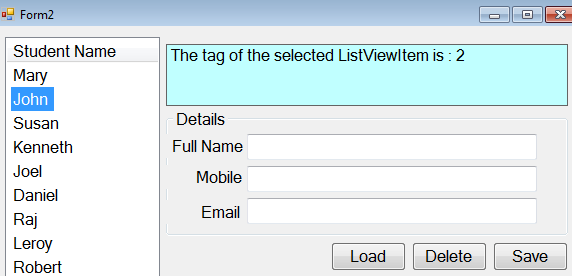 Form2
Student Name
Mary
John
Susan
Kenneth
Joel
Daniel
Raj
Leroy
Robert
The tag of the selected ListViewItem is : 2
Details
Full Name
Mobile
Email
Load Delete Save